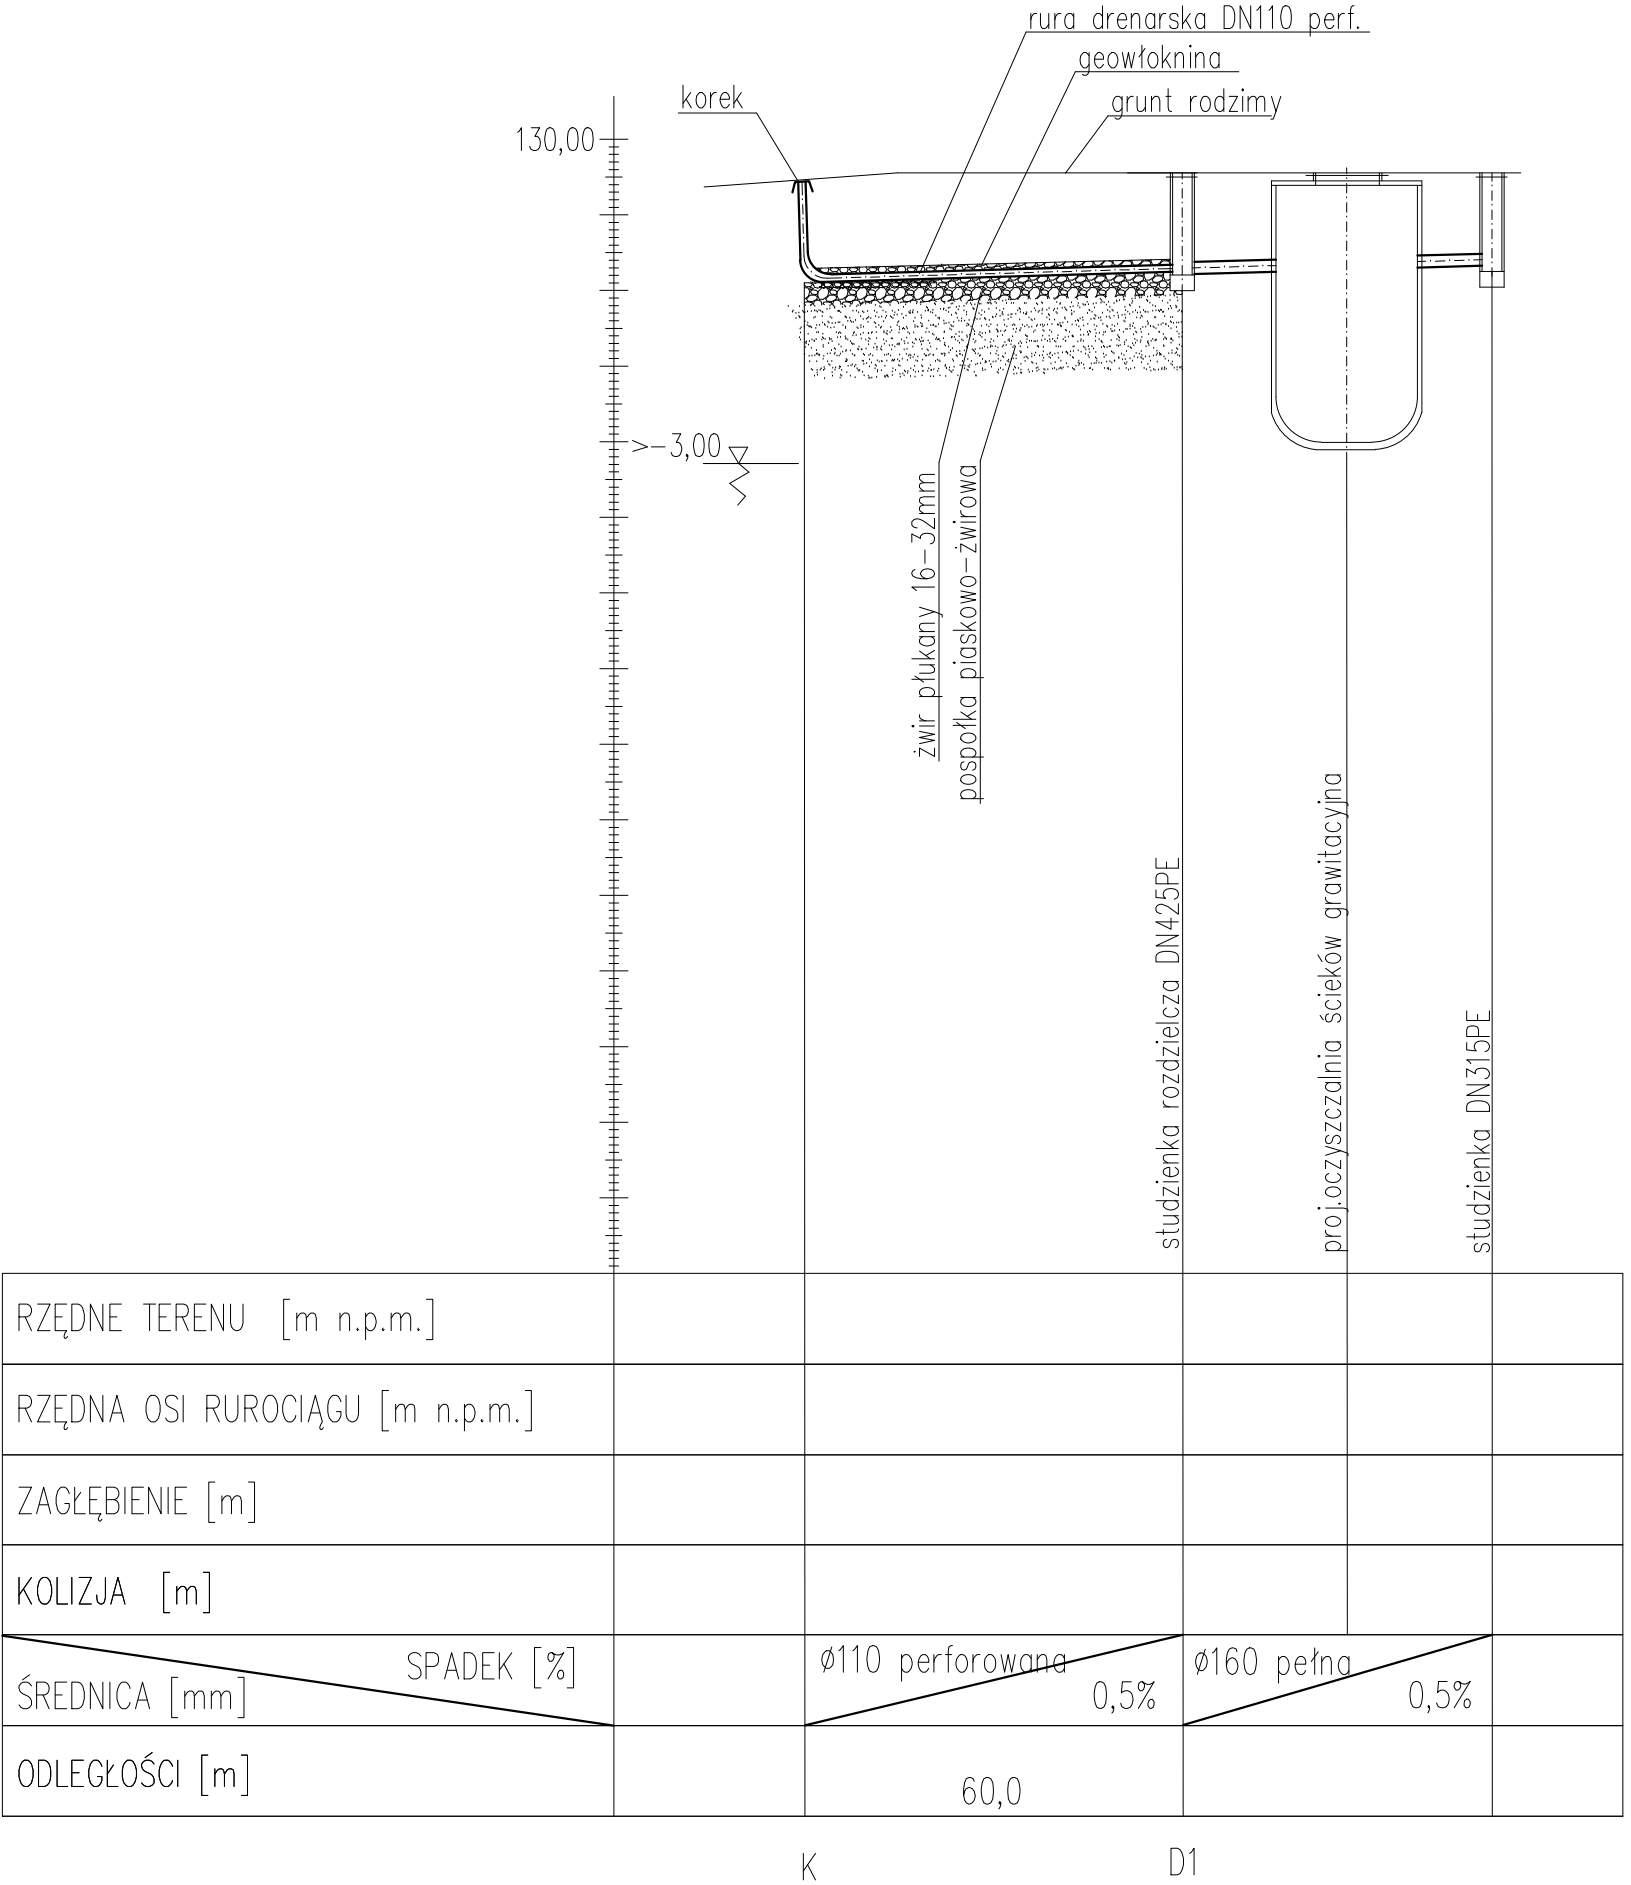 rura drenarska DN110 perf.
geowłoknina
korek
grunt rodzimy
130,00
>-3,00
żwir płukany 16-32mm
pospołka piaskowo-żwirowa
studzienka rozdzielcza DN425PE
proj.oczyszczalnia ścieków grawitacyjna
studzienka DN315PE
RZĘDNE TERENU [m n.p.m.]
RZĘDNA OSI RUROCIĄGU [m n.p.m.]
ZAGŁĘBIENIE [m]
KOLIZJA [m]
SPADEK [%]
ŚREDNICA [mm]
Ø110 perforowana
0,5%
Ø160 pełna
0,5%
ODLEGŁOŚCI [m]
60,0
K
D1